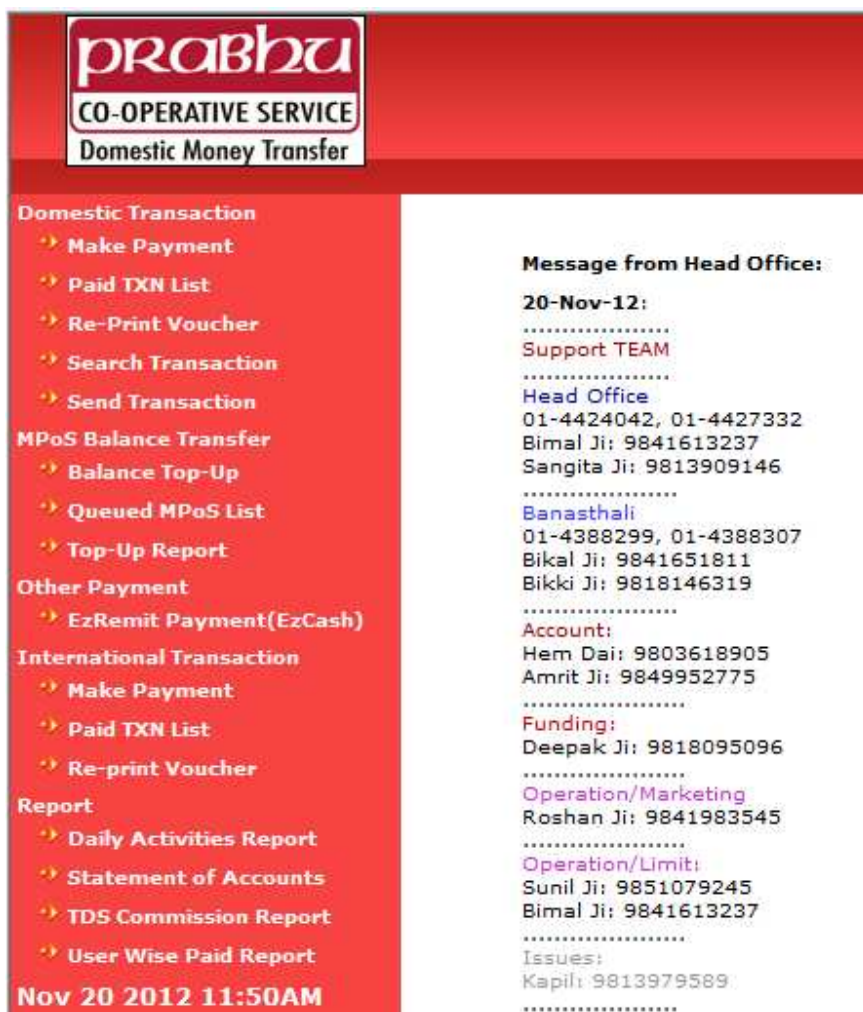 PRABHU
CO-OPERATIVE SERVICE
Domestic Money Transfer
Domestic Transaction
Make Payment
Paid TXN List
Re-Print Voucher
Search Transaction
Send Transaction
MPoS Balance Transfer
Balance Top-Up
Queued MPoS List
Top-Up Report
Other Payment
EzRemit Payment(EzCash)
International Transaction
Make Payment
Paid TXN List
Re-print Voucher
Report
Daily Activities Report
Statement of Accounts
TDS Commission Report
User Wise Paid Report
Nov 20 2012 11:50AM
Message from Head Office:
20-Nov-12:
..................
Support TEAM
..................
Head Office
01-4424042, 01-4427332
Bimal Ji: 9841613237
Sangita Ji: 9813909146
...................
Banasthali
01-4388299, 01-4388307
Bikal Ji: 9841651811
Bikki Ji: 9818146319
...................
Account:
Hem Dai: 9803618905
Amrit Ji: 9849952775
....................
Funding:
Deepak Ji: 9818095096
....................
Operation/Marketing
Roshan Ji: 9841983545
....................
Operation/Limit:
Sunil Ji: 9851079245
Bimal Ji: 9841613237
....................
Issues:
Kapil: 9813979589
...................